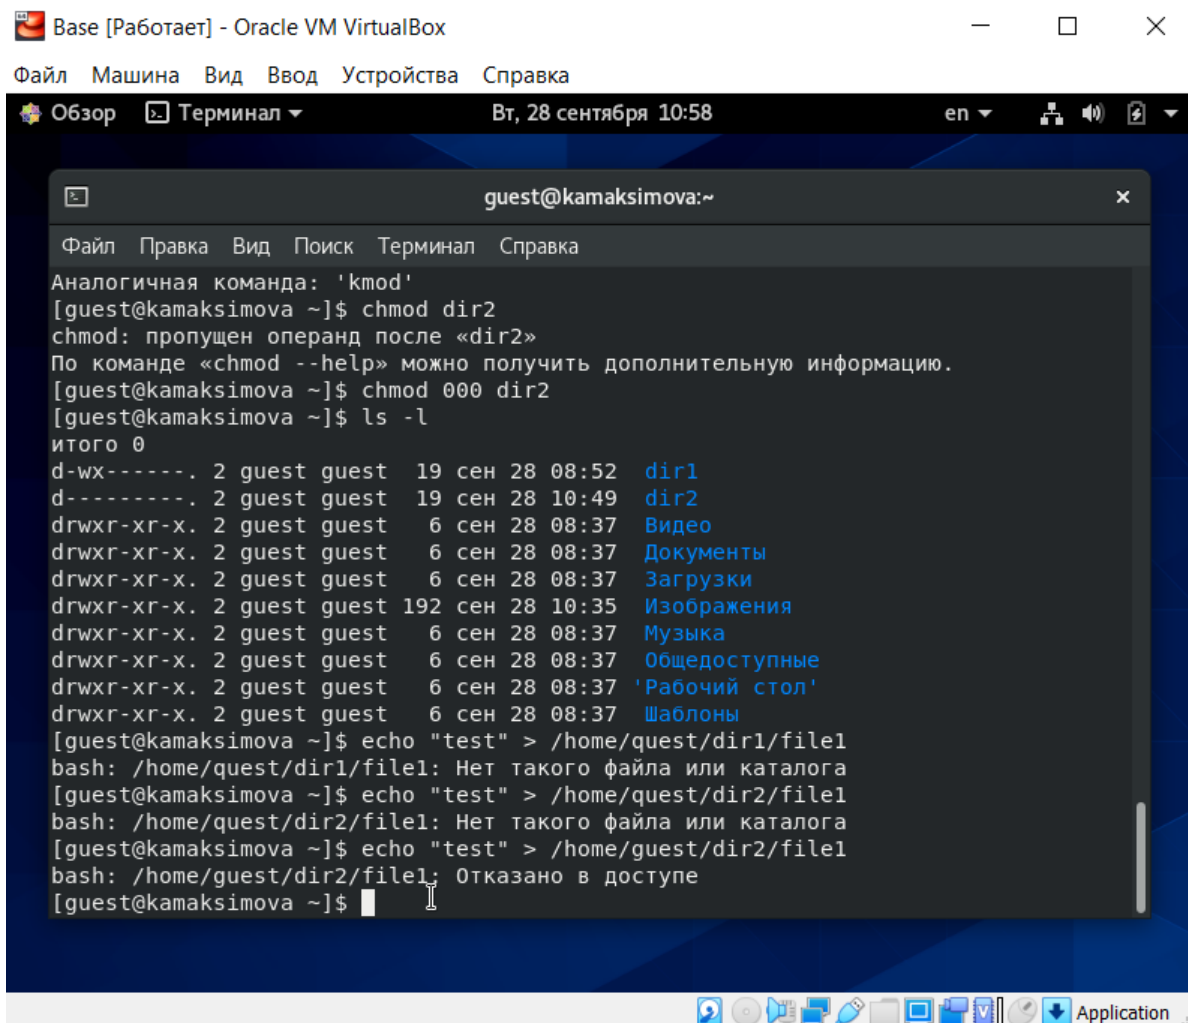 Base [Работает] - Oracle VM VirtualBox
Файл Машина Вид Ввод Устройства Справка
Обзор Терминал Вт, 28 сентября 10:58 en
guest@kamaksimova:~
Файл Правка Вид Поиск Терминал Справка
Аналогичная команда: 'kmod'
[guest@kamaksimova ~]$ chmod dir2
chmod: пропущен операнд после «dir2»
По команде «chmod --help» можно получить дополнительную информацию.
[guest@kamaksimova ~]$ chmod 000 dir2
[guest@kamaksimova ~]$ ls -l
итого 0
d-wx------. 2 guest guest 19 сен 28 08:52 dir1
d---------. 2 guest guest 19 сен 28 10:49 dir2
drwxr-xr-x. 2 guest guest 6 сен 28 08:37 Видео
drwxr-xr-x. 2 guest guest 6 сен 28 08:37 Документы
drwxr-xr-x. 2 guest guest 6 сен 28 08:37 Загрузки
drwxr-xr-x. 2 guest guest 192 сен 28 10:35 Изображения
drwxr-xr-x. 2 guest guest 6 сен 28 08:37 Музыка
drwxr-xr-x. 2 guest guest 6 сен 28 08:37 Общедоступные
drwxr-xr-x. 2 guest guest 6 сен 28 08:37 'Рабочий стол'
drwxr-xr-x. 2 guest guest 6 сен 28 08:37 Шаблоны
[guest@kamaksimova ~]$ echo "test" > /home/quest/dir1/file1
bash: /home/quest/dir1/file1: Нет такого файла или каталога
[guest@kamaksimova ~]$ echo "test" > /home/quest/dir2/file1
bash: /home/quest/dir2/file1: Нет такого файла или каталога
[guest@kamaksimova ~]$ echo "test" > /home/guest/dir2/file1
bash: /home/guest/dir2/file1: Отказано в доступе
[guest@kamaksimova ~]$
Application